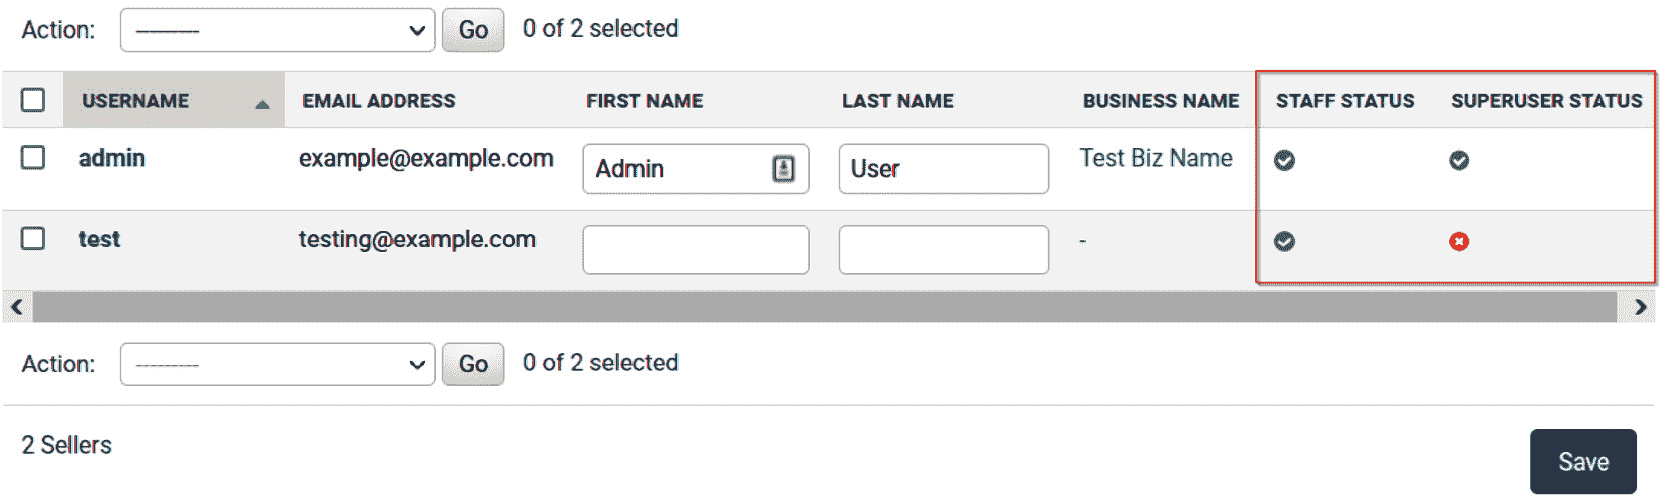 Action: --------- Go 0 of 2 selected
USERNAME EMAIL ADDRESS FIRST NAME LAST NAME BUSINESS NAME STAFF STATUS SUPERUSER STATUS
admin example@example.com Admin User Test Biz Name
test testing@example.com -
Action: --------- Go 0 of 2 selected
2 Sellers
Save